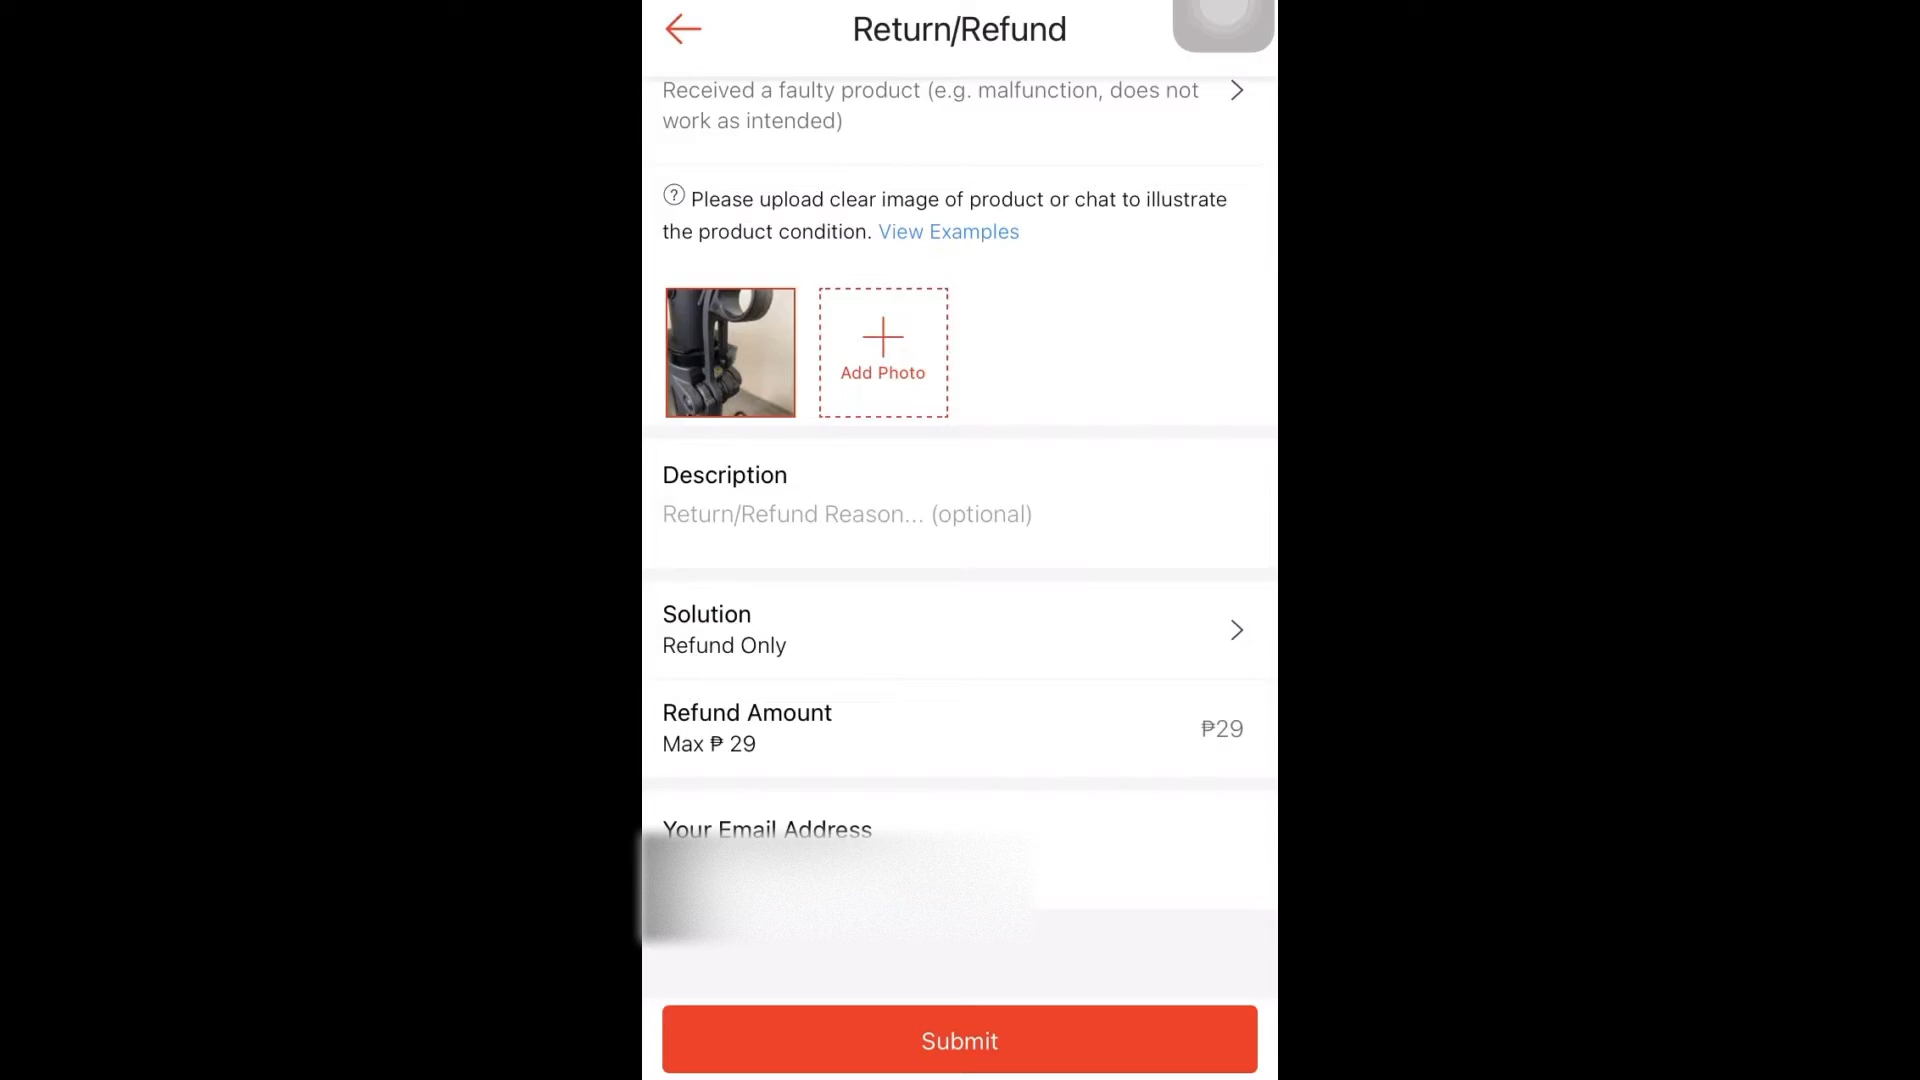 Return/Refund
Received a faulty product (e.g. malfunction, does not
work as intended)
? Please upload clear image of product or chat to illustrate
the product condition. View Examples
Add Photo
Description
Return/Refund Reason... (optional)
Solution
Refund Only
Refund Amount
Max ₱ 29
₱29
Your Email Address
Submit